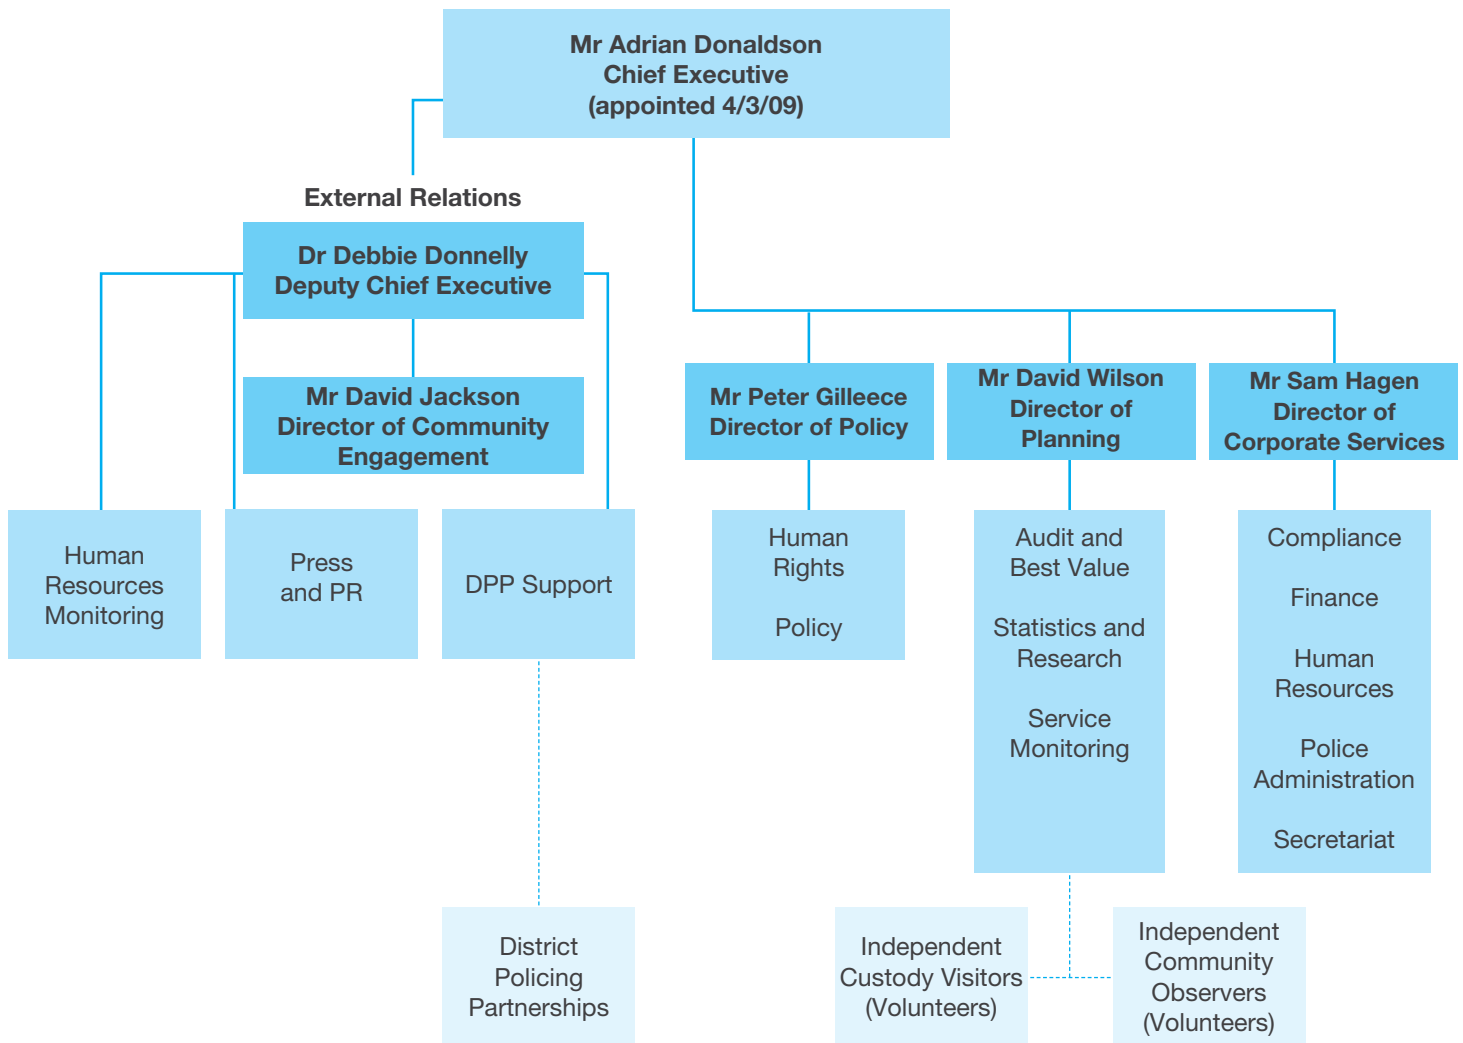 Mr Adrian Donaldson
Chief Executive
(appointed 4/3/09)
External Relations
Dr Debbie Donnelly
Deputy Chief Executive
Mr David Jackson
Director of Community
Engagement
Mr Peter Gilleece
Director of Policy
Mr David Wilson
Director of
Planning
Mr Sam Hagen
Director of
Corporate Services
Human
Resources
Monitoring
Press
and PR
DPP Support
Human
Rights
Policy
Audit and
Best Value
Statistics and
Research
Service
Monitoring
Compliance
Finance
Human
Resources
Police
Administration
Secretariat
District
Policing
Partnerships
Independent
Custody Visitors
(Volunteers)
Independent
Community
Observers
(Volunteers)